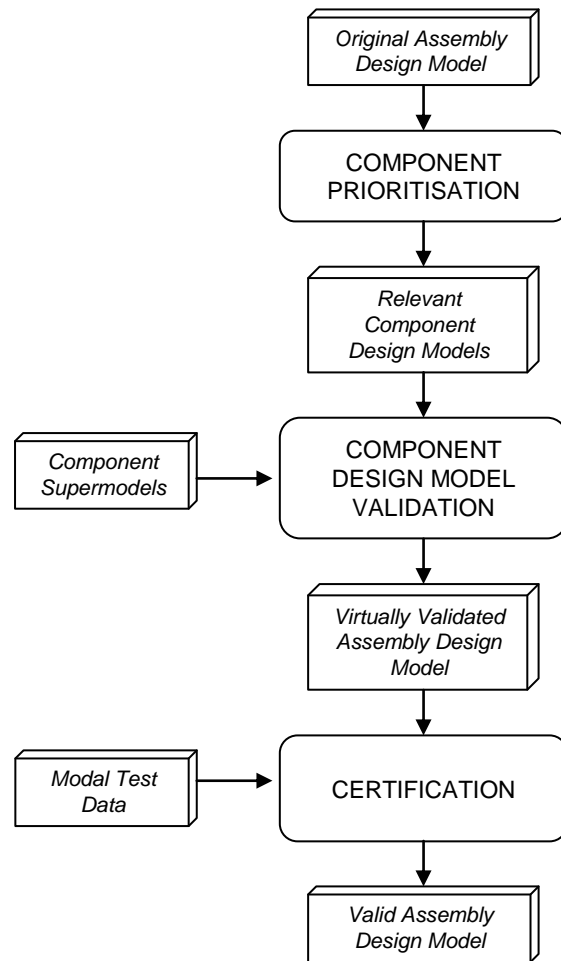 Original Assembly
Design Model
COMPONENT
PRIORITISATION
Relevant
Component
Design Models
Component
Supermodels
COMPONENT
DESIGN MODEL
VALIDATION
Virtually Validated
Assembly Design
Model
Modal Test
Data
CERTIFICATION
Valid Assembly
Design Model